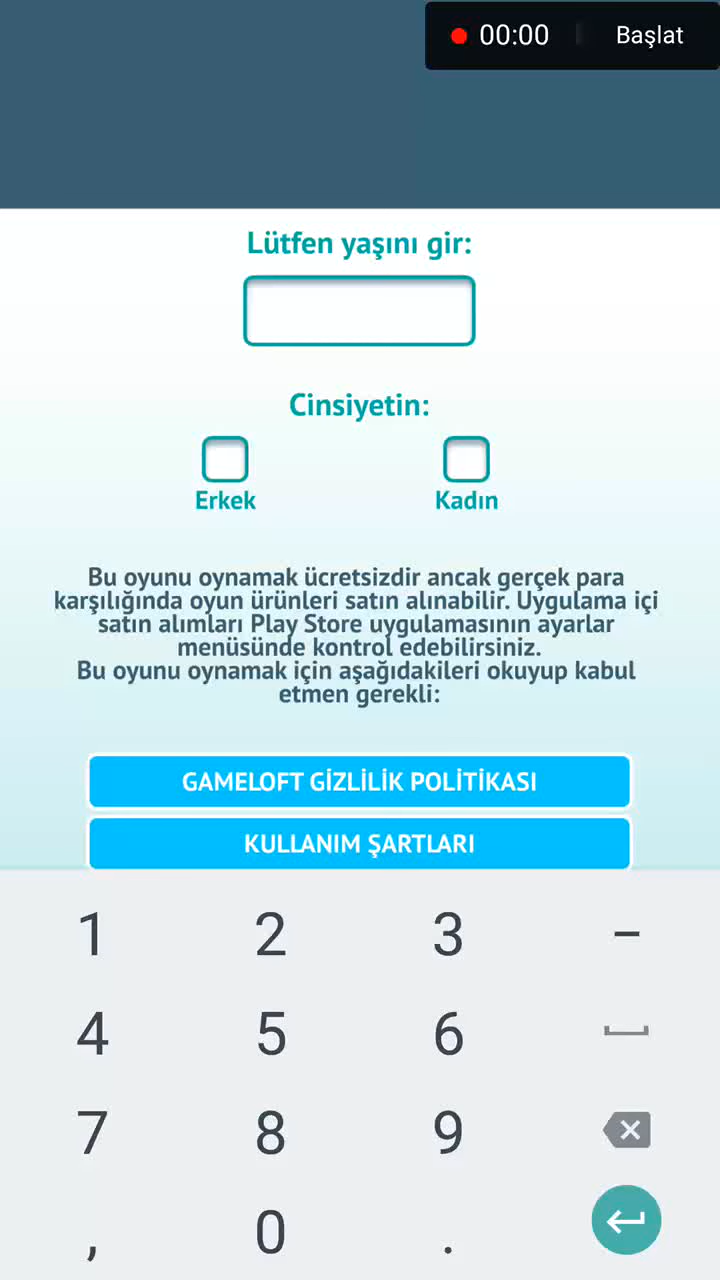 00:00 Başlat
Lütfen yaşını gir:
Cinsiyetin:
Erkek Kadın
Bu oyunu oynamak ücretsizdir ancak gerçek para
karşılığında oyun ürünleri satın alınabilir. Uygulama içi
satın alımları Play Store uygulamasının ayarlar
menüsünde kontrol edebilirsiniz.
Bu oyunu oynamak için aşağıdakileri okuyup kabul
etmen gerekli:
GAMELOFT GİZLİLİK POLİTİKASI
KULLANIM ŞARTLARI
1 2 3 –
4 5 6
7 8 9
, 0 .